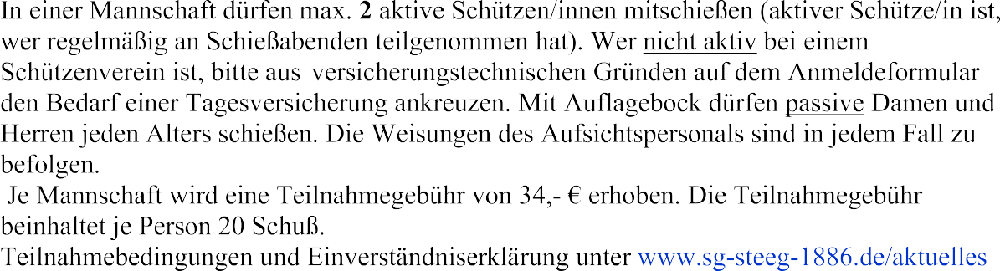 In einer Mannschaft dürfen max. 2 aktive Schützen/innen mitschießen (aktiver Schütze/in ist,
wer regelmäßig an Schießabenden teilgenommen hat). Wer nicht aktiv bei einem
Schützenverein ist, bitte aus versicherungstechnischen Gründen auf dem Anmeldeformular
den Bedarf einer Tagesversicherung ankreuzen. Mit Auflagebock dürfen passive Damen und
Herren jeden Alters schießen. Die Weisungen des Aufsichtspersonals sind in jedem Fall zu
befolgen.
Je Mannschaft wird eine Teilnahmegebühr von 34,- € erhoben. Die Teilnahmegebühr
beinhaltet je Person 20 Schuß.
Teilnahmebedingungen und Einverständniserklärung unter www.sg-steeg-1886.de/aktuelles